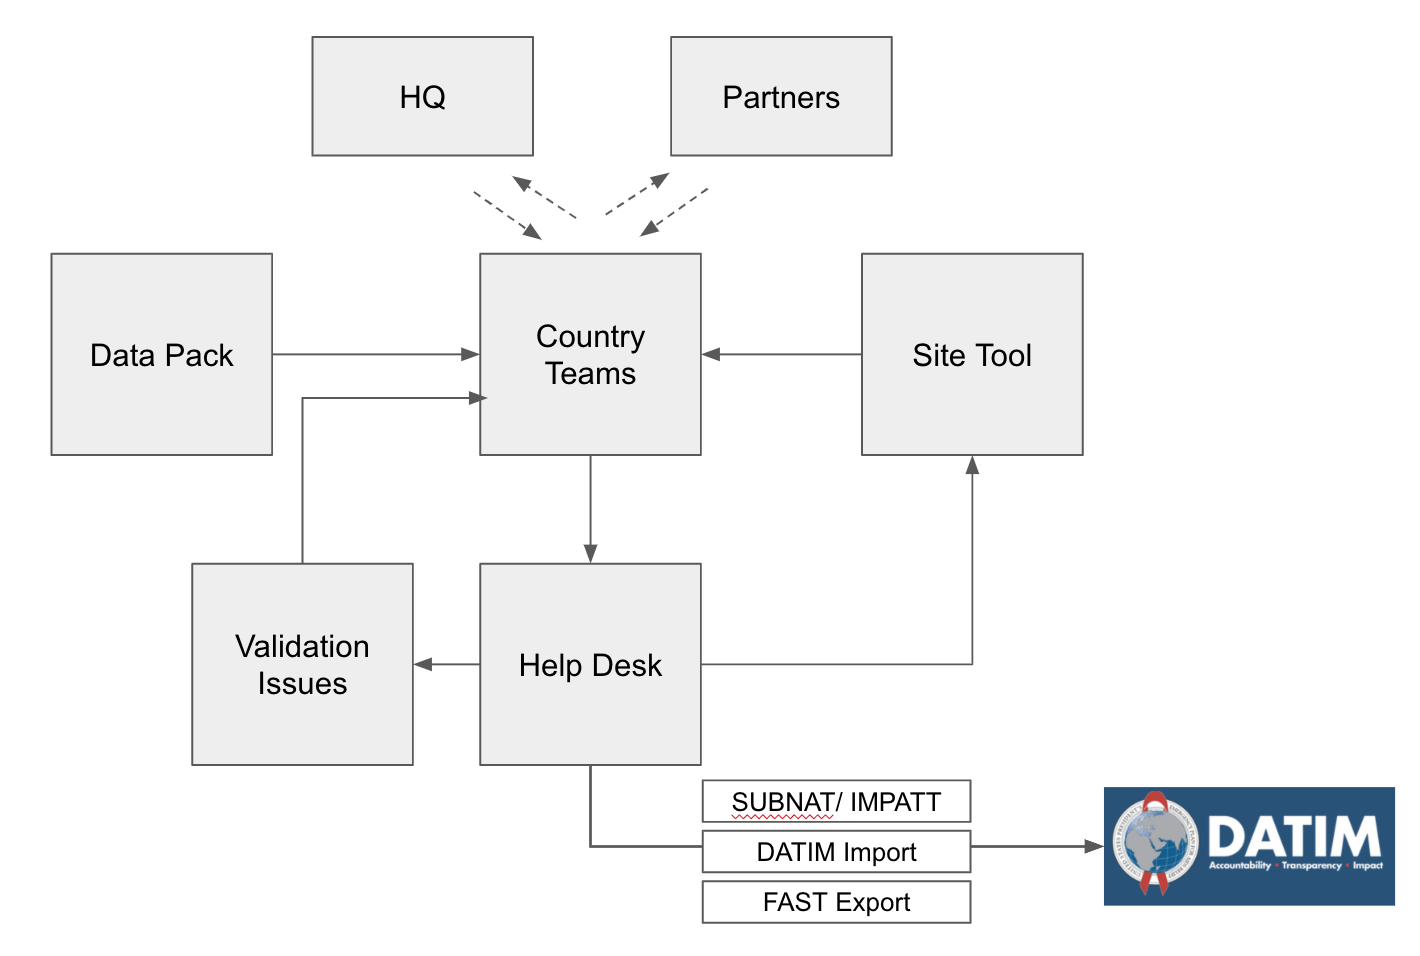 HQ
Partners
Data Pack
Country
Teams
Site Tool
Validation
Issues
Help Desk
SUBNAT/ IMPATT
DATIM Import
FAST Export
DATIM
Accountability • Transparency • Impact